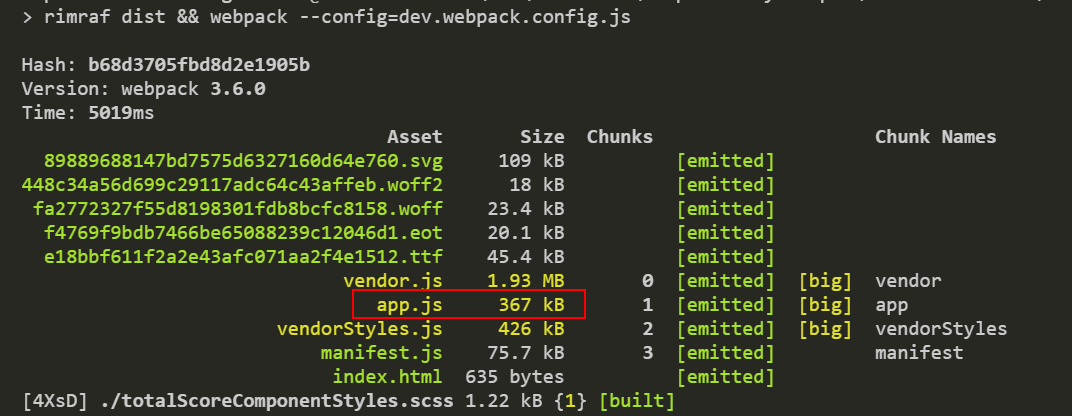 > rimraf dist && webpack --config=dev.webpack.config.js
Hash: b68d3705fbd8d2e1905b
Version: webpack 3.6.0
Time: 5019ms
Asset Size Chunks Chunk Names
89889688147bd7575d6327160d64e760.svg 109 kB [emitted]
448c34a56d699c29117adc64c43affeb.woff2 18 kB [emitted]
fa2772327f55d8198301fdb8bcfc8158.woff 23.4 kB [emitted]
f4769f9bdb7466be65088239c12046d1.eot 20.1 kB [emitted]
e18bbf611f2a2e43afc071aa2f4e1512.ttf 45.4 kB [emitted]
vendor.js 1.93 MB 0 [emitted] [big] vendor
app.js 367 kB 1 [emitted] [big] app
vendorStyles.js 426 kB 2 [emitted] [big] vendorStyles
manifest.js 75.7 kB 3 [emitted] manifest
index.html 635 bytes [emitted]
[4XsD] ./totalScoreComponentStyles.scss 1.22 kB {1} [built]